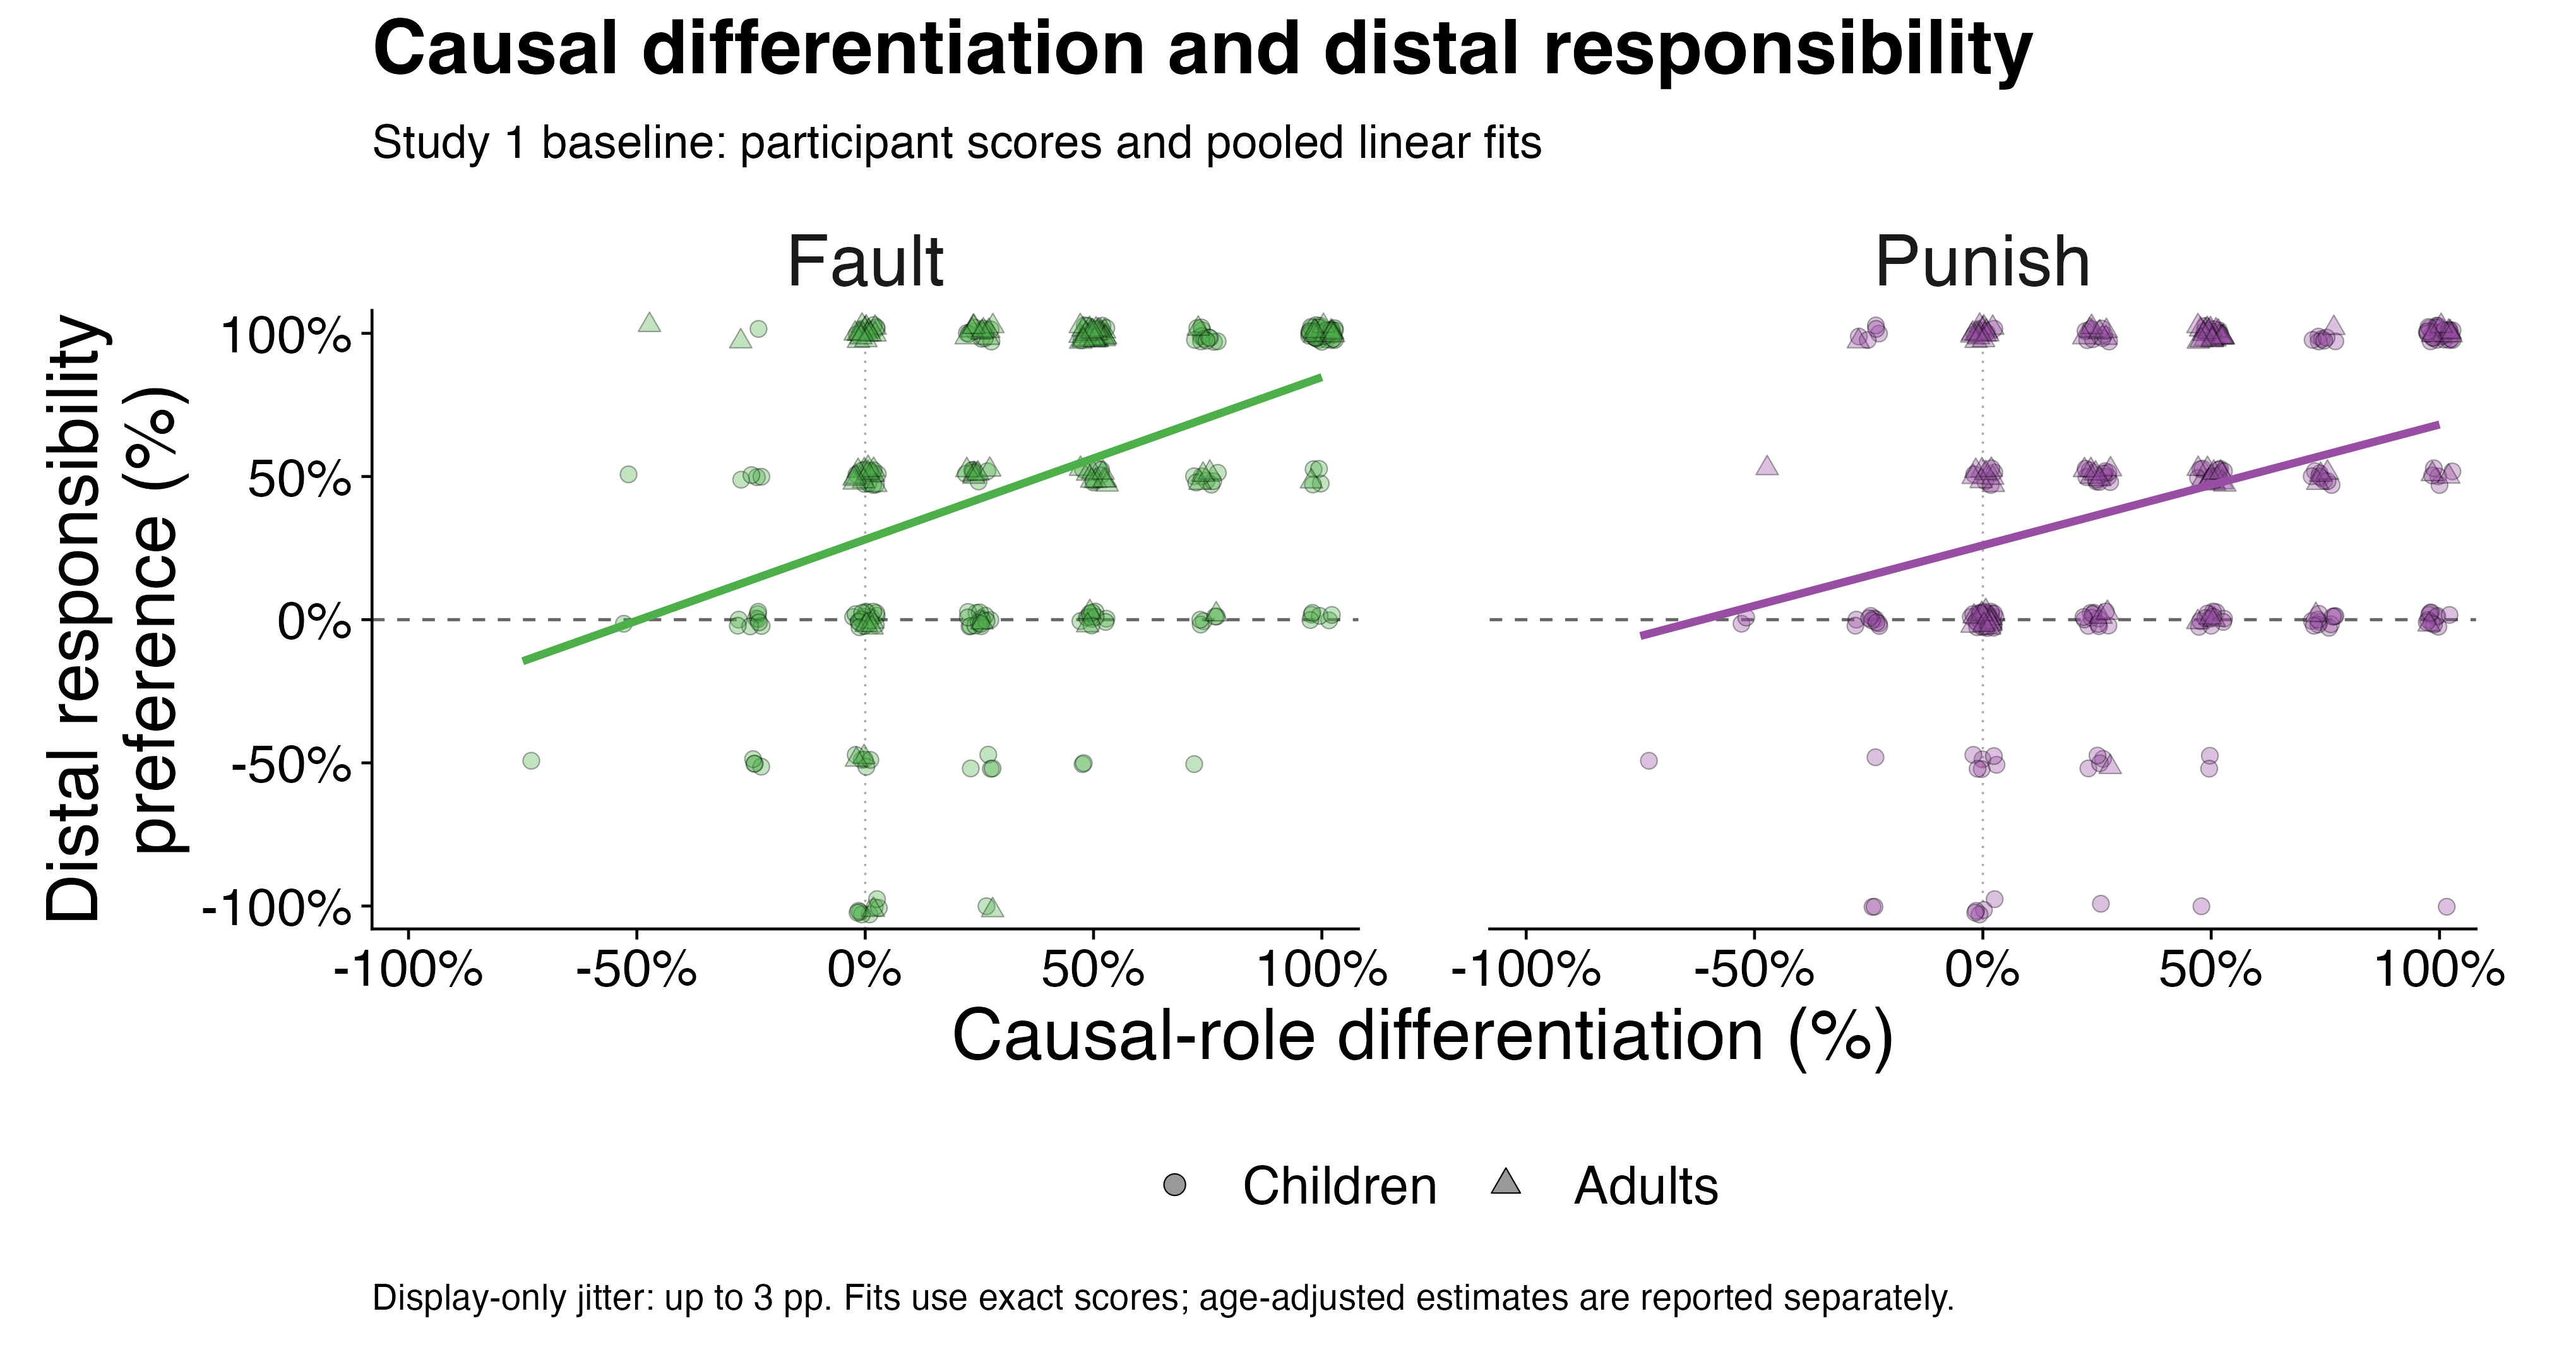 Causal differentiation and distal responsibility
Study 1 baseline: participant scores and pooled linear fits
Fault
Punish
Distal responsibility
preference (%)
100%
50%
0%
-50%
-100%
-100%
-50%
0%
50%
100%
-100%
-50%
0%
50%
100%
Causal-role differentiation (%)
Children
Adults
Display-only jitter: up to 3 pp. Fits use exact scores; age-adjusted estimates are reported separately.